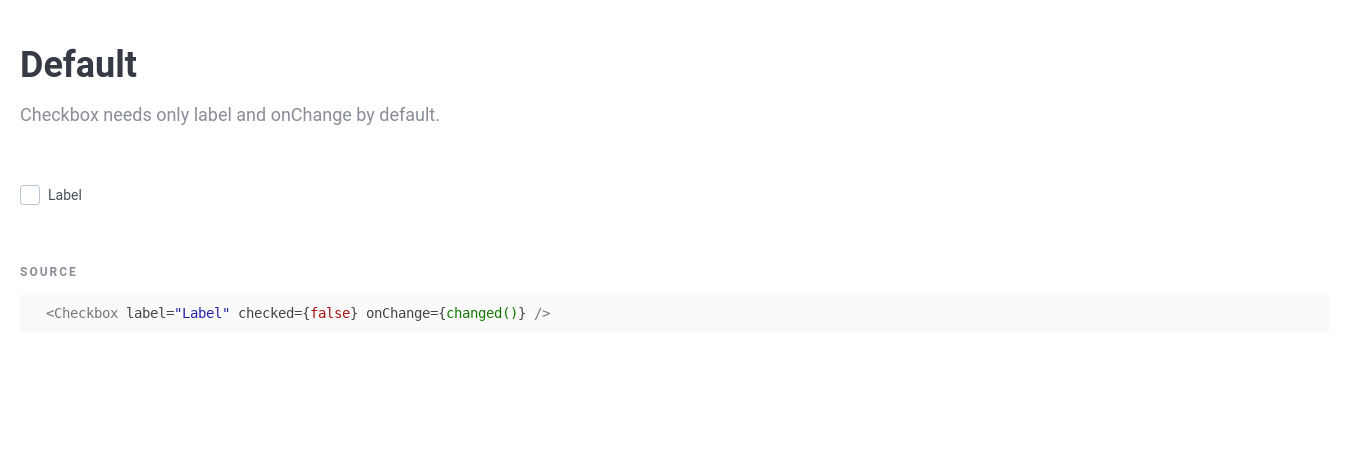 Default
Checkbox needs only label and onChange by default.
Label
SOURCE
<Checkbox label="Label" checked={false} onChange={changed()} />